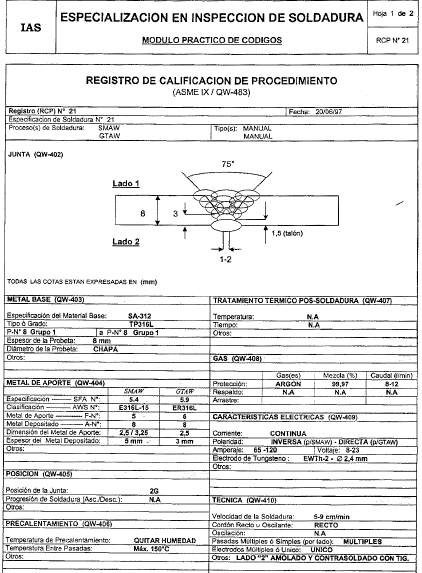 IAS
ESPECIALIZACION EN INSPECCION DE SOLDADURA
MODULO PRACTICO DE CODIGOS
Hoja 1 de 2
RCP Nº 21
REGISTRO DE CALIFICACION DE PROCEDIMIENTO
(ASME IX / QW-483)
Registro (RCP) Nº 21 Fecha: 20/06/97
Especificacion de Soldadura Nº 21
Proceso(s) de Soldadura: SMAW Tipo(s): MANUAL
GTAW MANUAL
JUNTA (QW-402)
75°
Lado 1
8
3
1,5 (talón)
Lado 2
1-2
TODAS LAS COTAS ESTAN EXPRESADAS EN (mm)
METAL BASE (QW-403)
Especificación del Material Base: SA-312
Tipo ó Grado: TP316L
P-Nº 8 Grupo 1 a P-Nº 8 Grupo 1
Espesor de la Probeta: 8 mm
Diámetro de la Probeta: CHAPA
Otros:
TRATAMIENTO TERMICO POS-SOLDADURA (QW-407)
Temperatura: N.A
Tiempo: N.A
Otros:
GAS (QW-408)
Gas(es) Mezcla (%) Caudal (l/min)
Protección: ARGON 99,97 8-12
Respaldo: N.A N.A N.A
Arrastre:
METAL DE APORTE (QW-404)
SMAW GTAW
Especificación SFA Nº: 5.4 5.9
Clasificación AWS Nº: E316L-15 ER316L
Metal de Aporte F-Nº: 5 6
Metal Depositado A-Nº: 8 8
Dimensión del Metal de Aporte: 2,5 / 3,25 2,5
Espesor del Metal Depositado: 5 mm 3 mm
Otros:
CARACTERISTICAS ELECTRICAS (QW-409)
Corriente: CONTINUA
Polaridad: INVERSA (p/SMAW) - DIRECTA (p/GTAW)
Amperaje: 65 -120 Voltaje: 8-23
Electrodo de Tungsteno : EWTh-2 - Ø 2,4 mm
Otros:
POSICION (QW-405)
Posición de la Junta: 2G
Progresión de Soldadura (Asc./Desc.): N.A
Otros:
TECNICA (QW-410)
Velocidad de la Soldadura: 5-9 cm/min
Cordón Recto u Oscilante: RECTO
Oscilación: N.A
Pasadas Múltiples ó Simples (por lado): MULTIPLES
Electrodos Múltiples ó Unico: UNICO
Otros: LADO "2" AMOLADO Y CONTRASOLDADO CON TIG.
PRECALENTAMIENTO (QW-406)
Temperatura de Precalentamiento: QUITAR HUMEDAD
Temperatura Entre Pasadas: Máx. 150°C
Otros: